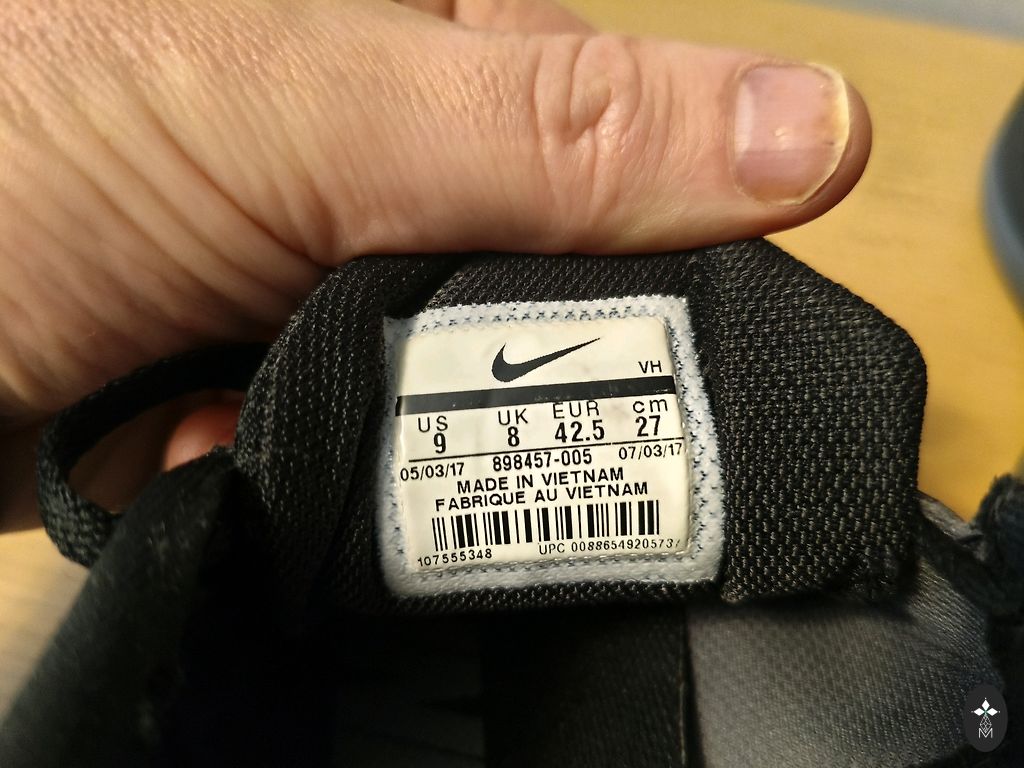 VH
US UK EUR cm
9 8 42.5 27
05/03/17 898457-005 07/03/17
MADE IN VIETNAM
FABRIQUE AU VIETNAM
107555348 UPC 00886549205737